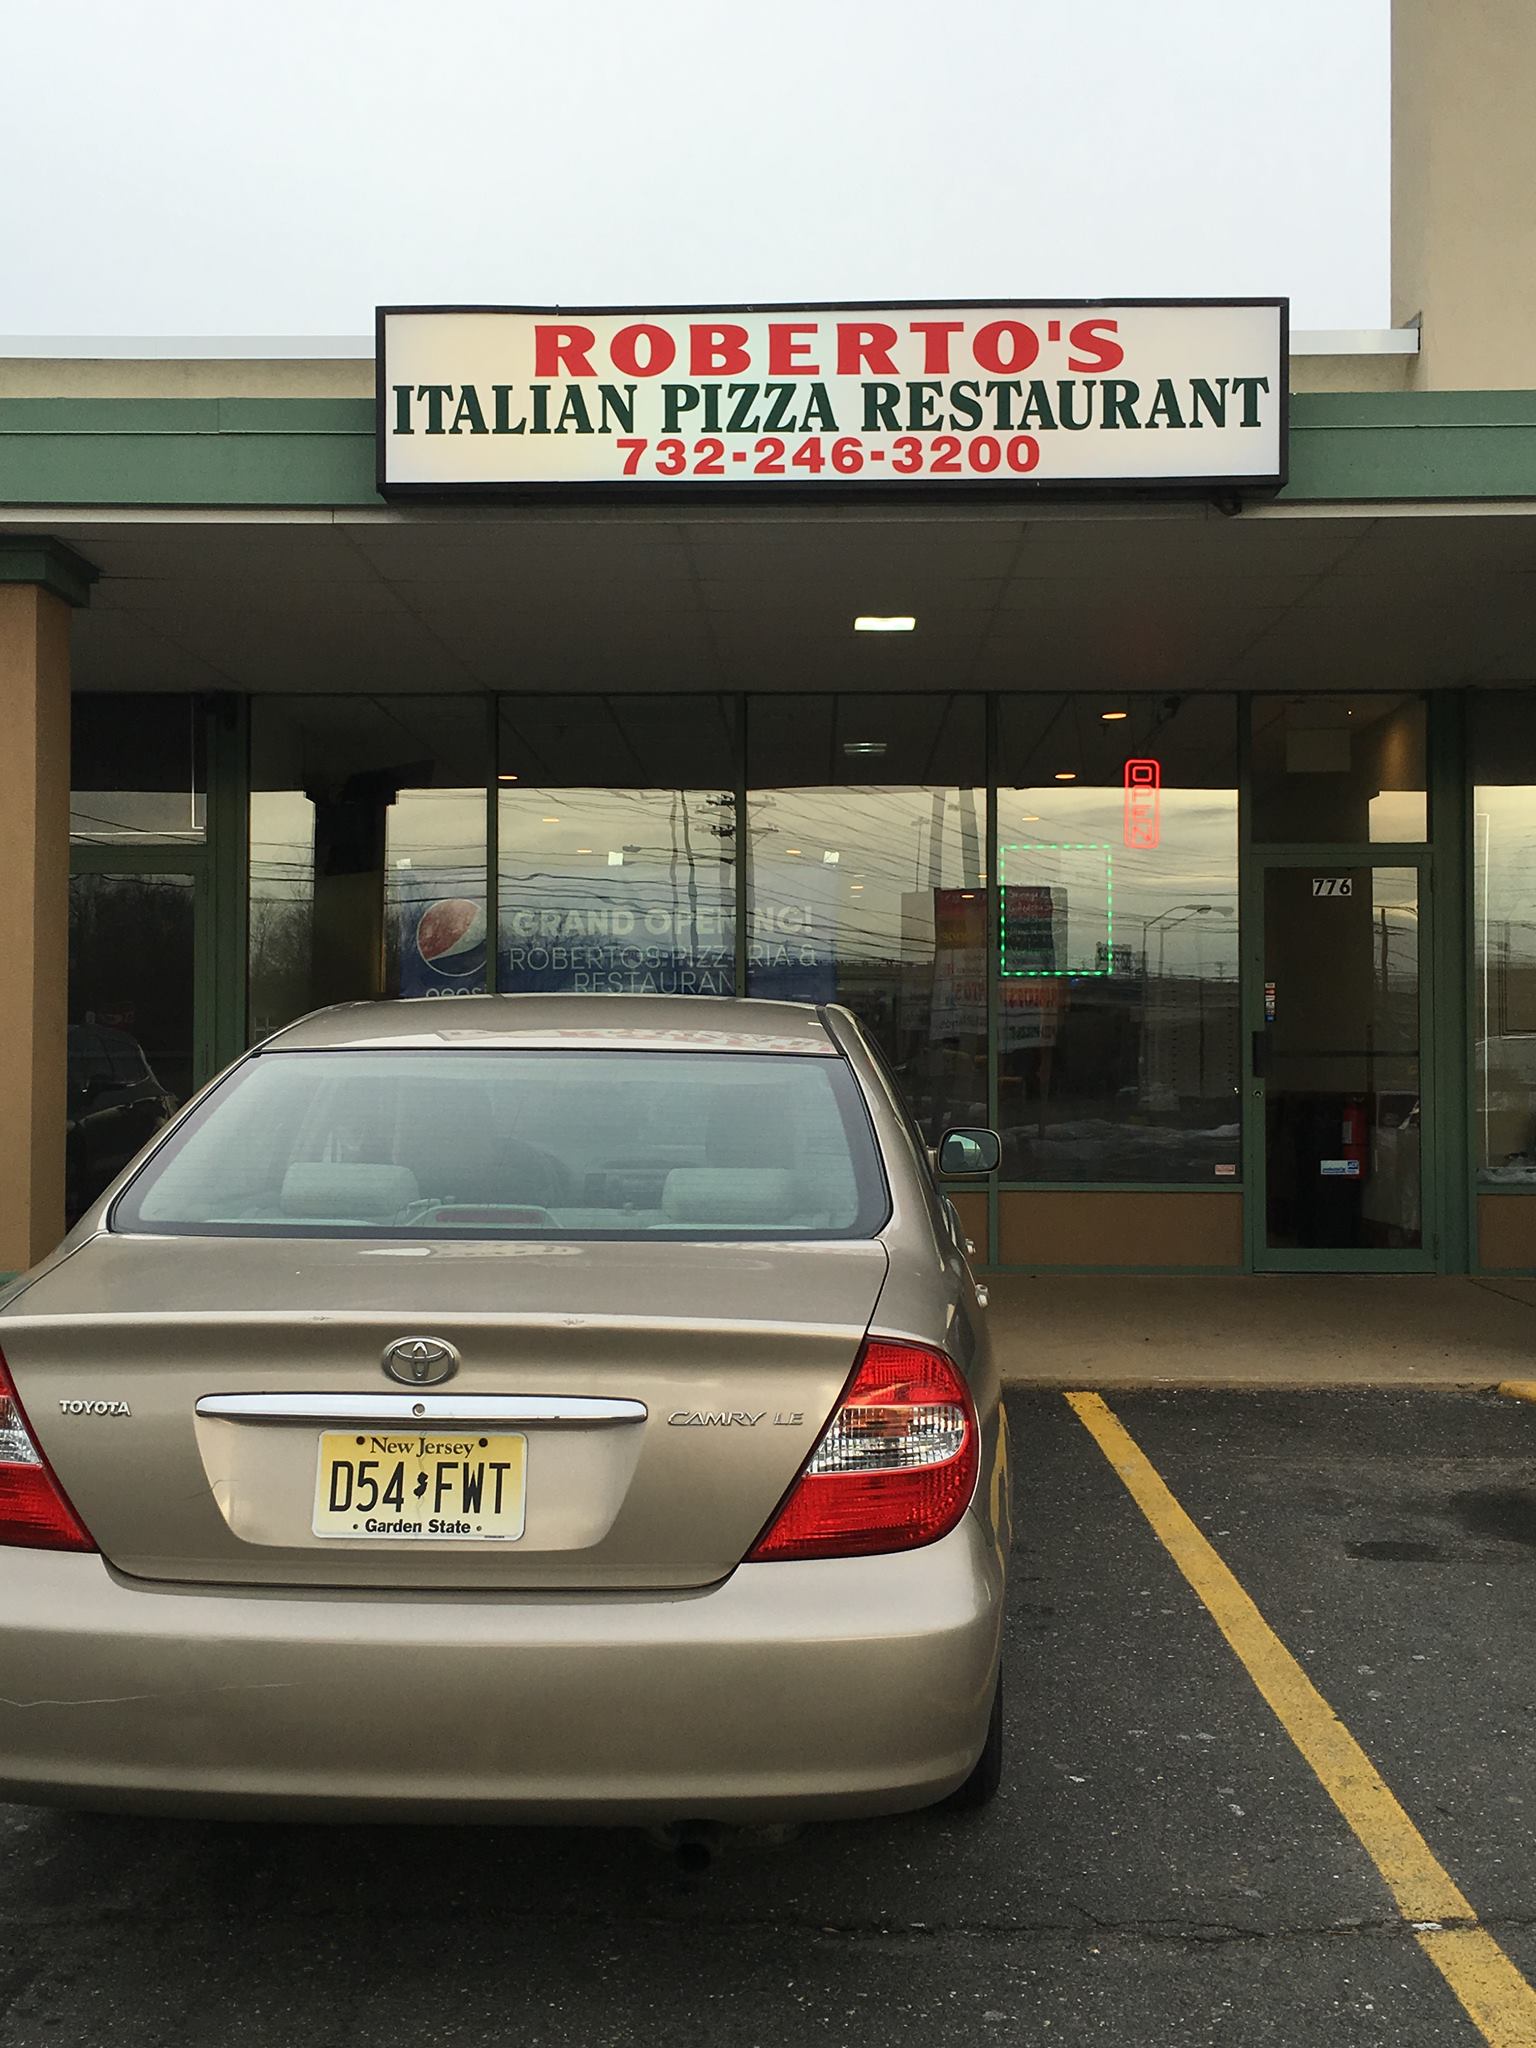 ROBERTO'S
ITALIAN PIZZA RESTAURANT
732-246-3200
OPEN
776
GRAND OPENING!
ROBERTOS PIZZERIA &
RESTAURANT
TOYOTA
CAMRY LE
New Jersey
D54 FWT
Garden State